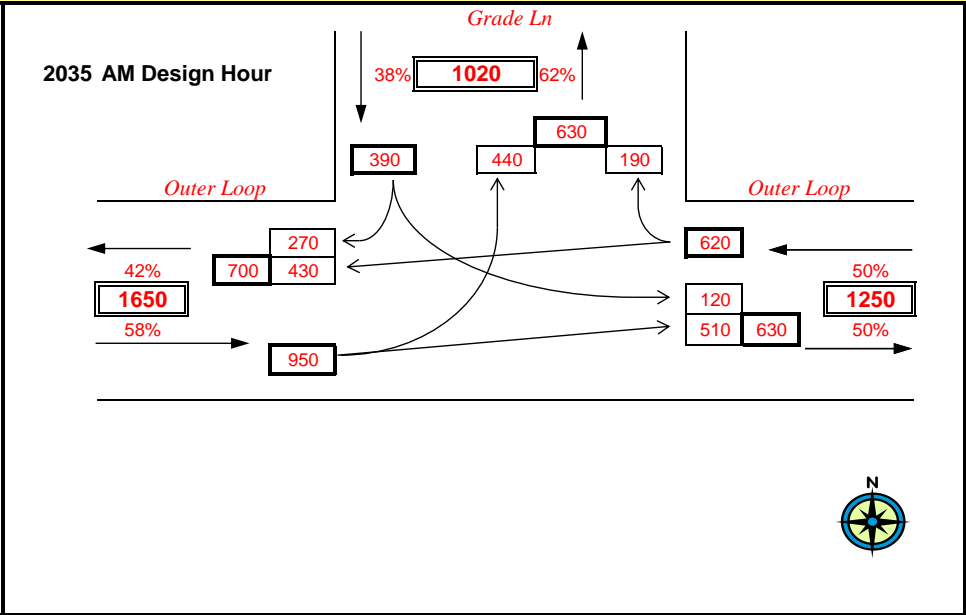 Grade Ln
2035 AM Design Hour
38% 1020 62%
630
390 440 190
Outer Loop Outer Loop
270 620
42% 700 430 50%
1650 120 1250
58% 510 630 50%
950
N